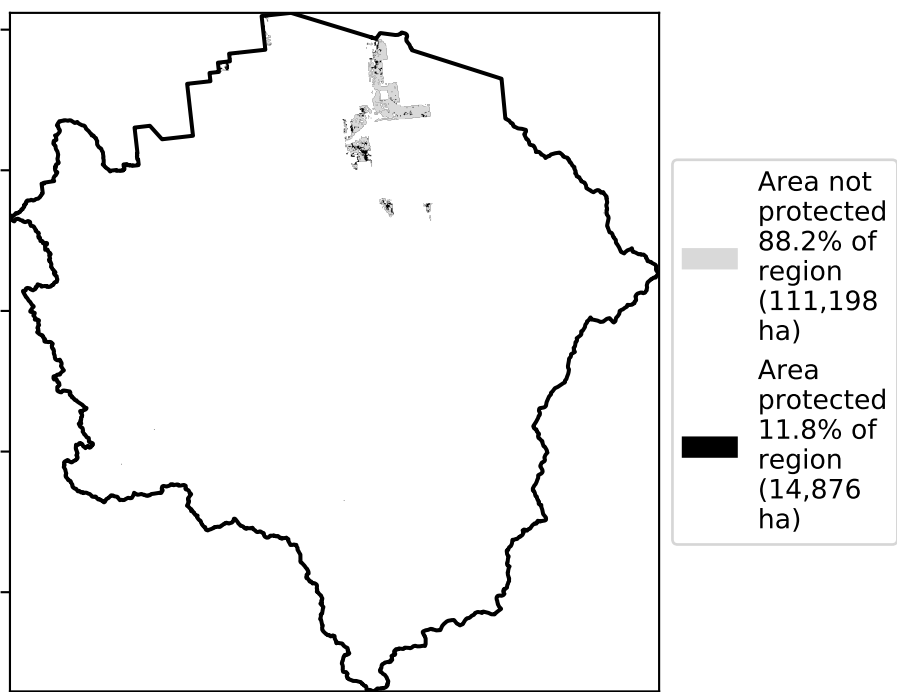 Area not
protected
88.2% of
region
(111,198
ha)
Area
protected
11.8% of
region
(14,876
ha)